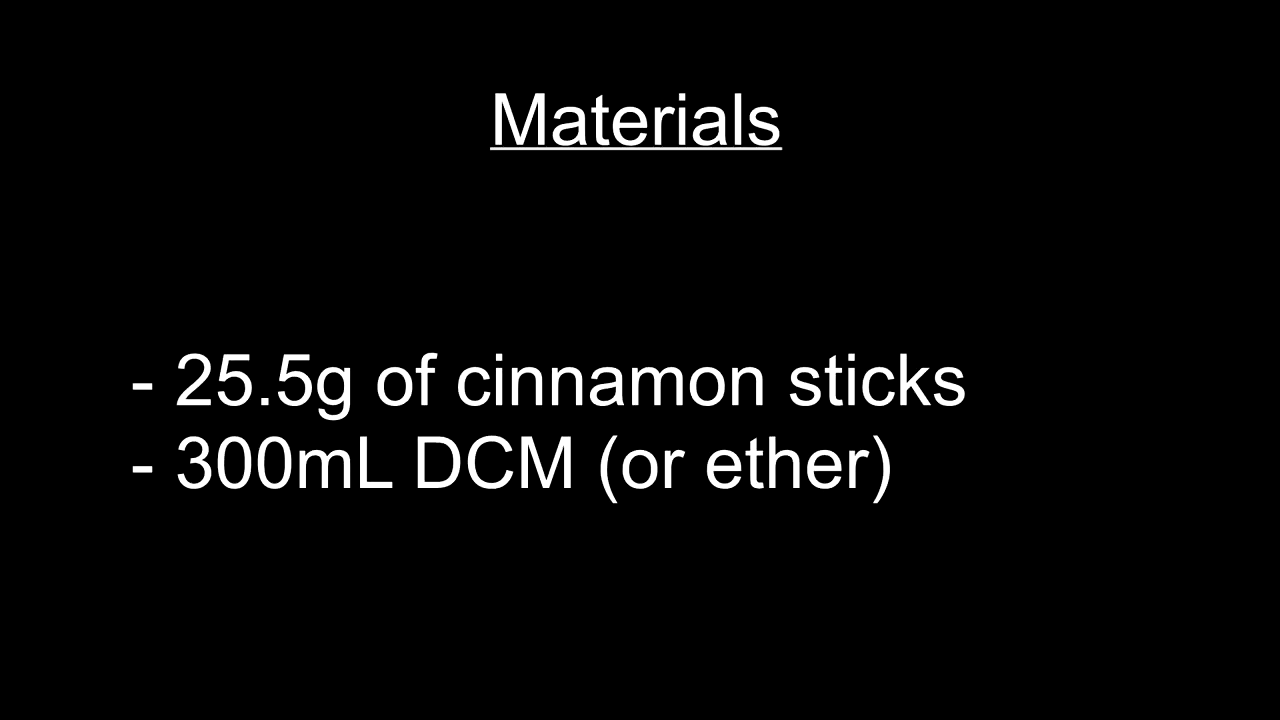 Materials
- 25.5g of cinnamon sticks
- 300mL DCM (or ether)